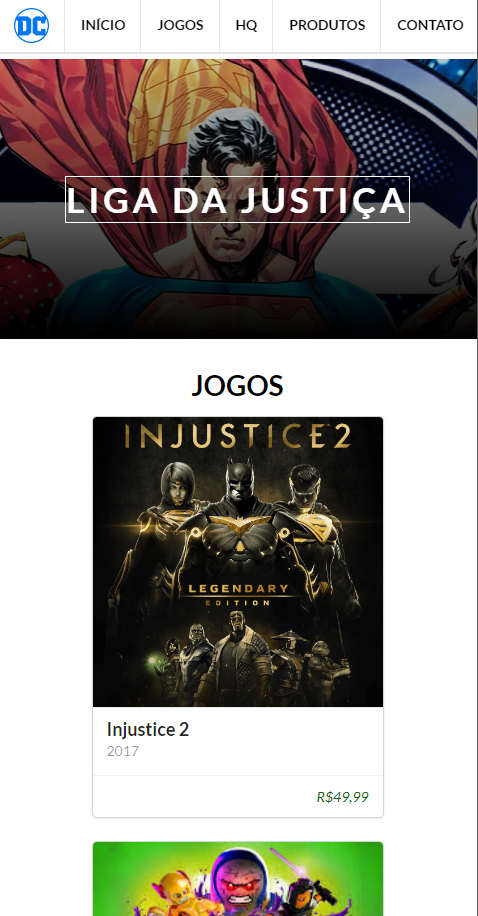 DC INÍCIO JOGOS HQ PRODUTOS CONTATO
LIGA DA JUSTIÇA
JOGOS
INJUSTICE 2
LEGENDARY
EDITION
Injustice 2
2017
R$49,99